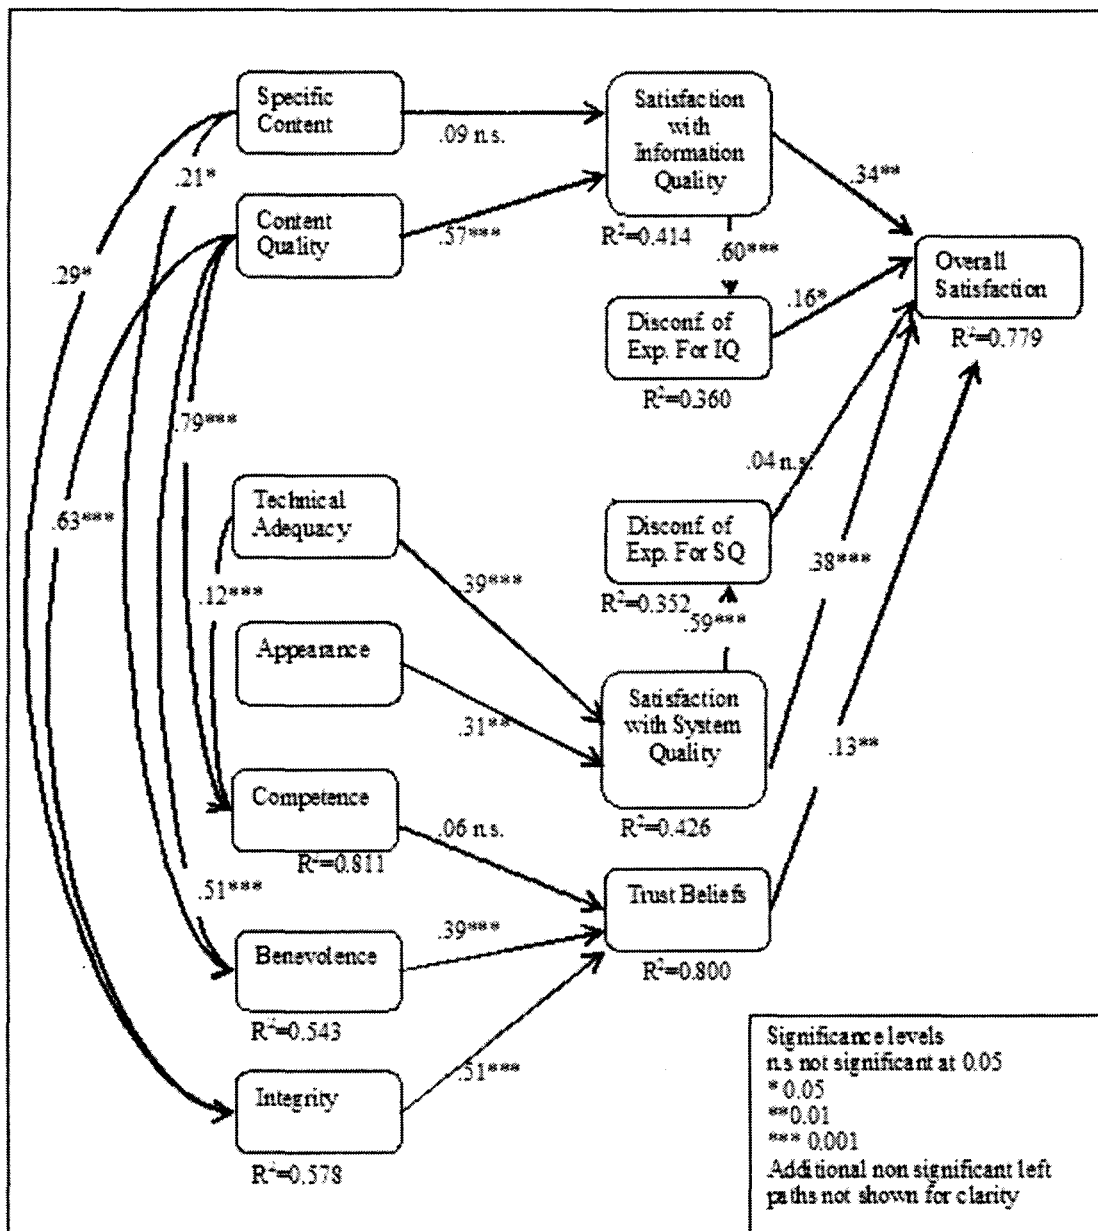 Specific
Content
.09 n.s.
Satisfaction
with
Information
Quality
R²=0.414
.34**
.21*
Content
Quality
.57***
.60***
.29*
Overall
Satisfaction
R²=0.779
.16*
Disconf. of
Exp. For IQ
R²=0.360
.79***
.04 n.s.
.63***
Technical
Adequacy
.39***
Disconf. of
Exp. For SQ
R²=0.352
.59***
.38***
.12***
Appearance
.31**
Satisfaction
with System
Quality
R²=0.426
.13**
Competence
R²=0.811
.06 n.s.
.51***
Benevolence
R²=0.543
.39***
Trust Beliefs
R²=0.800
Integrity
R²=0.578
.51***
Significance levels
n.s not significant at 0.05
* 0.05
**0.01
*** 0.001
Additional non significant left
paths not shown for clarity